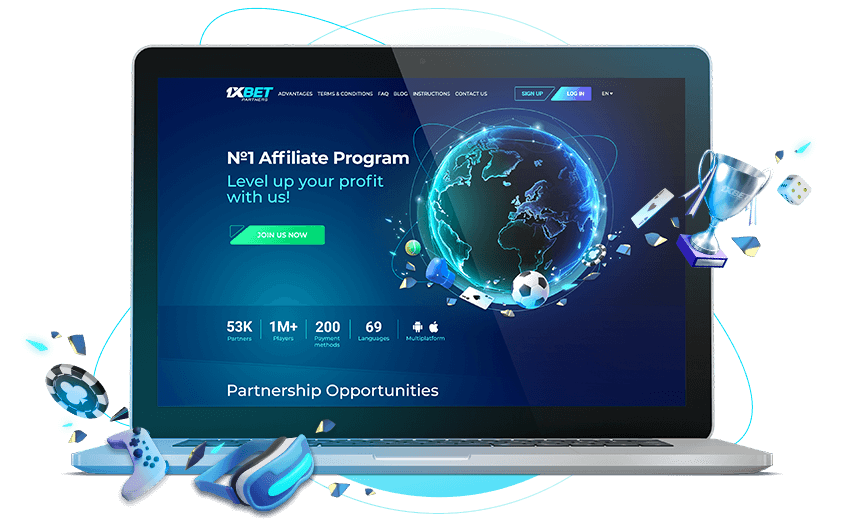 1XBET
PARTNERS
ADVANTAGES TERMS & CONDITIONS FAQ BLOG INSTRUCTIONS CONTACT US
SIGN UP LOG IN EN
№1 Affiliate Program
Level up your profit
with us!
JOIN US NOW
1XBET
53K 1M+ 200 69
Partners Players Payment methods Languages Multiplatform
Partnership Opportunities